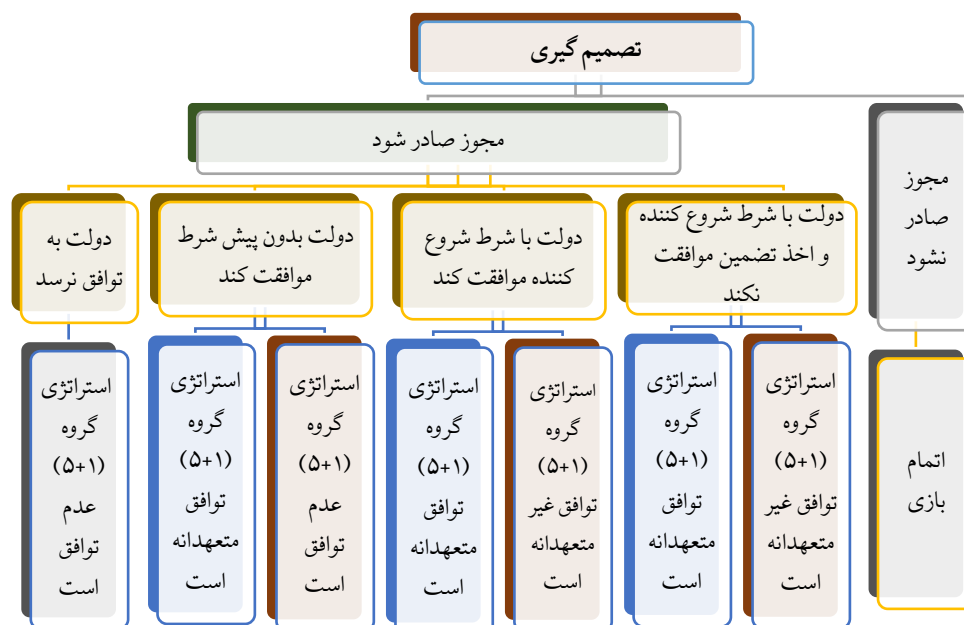 تصمیم گیری
مجوز صادر شود
مجوز
صادر
نشود
دولت با شرط شروع کننده
و اخذ تضمین موافقت
نکند
دولت با شرط شروع
کننده موافقت کند
دولت بدون پیش شرط
موافقت کند
دولت به
توافق نرسد
اتمام
بازی
استراتژی
گروه
(۵+۱)
توافق غیر
متعهدانه
است
استراتژی
گروه
(۵+۱)
توافق
متعهدانه
است
استراتژی
گروه
(۵+۱)
توافق غیر
متعهدانه
است
استراتژی
گروه
(۵+۱)
توافق
متعهدانه
است
استراتژی
گروه
(۵+۱)
عدم
توافق
است
استراتژی
گروه
(۵+۱)
توافق
متعهدانه
است
استراتژی
گروه
(۵+۱)
عدم
توافق
است